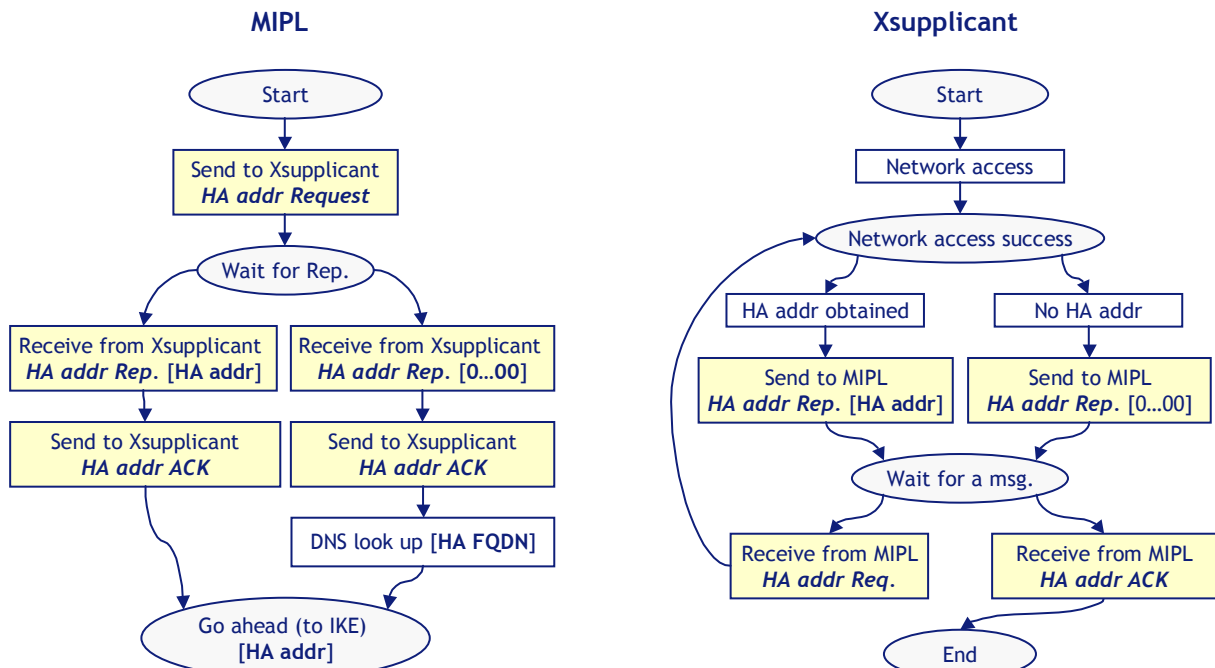 MIPL
Start
Send to Xsupplicant
HA addr Request
Wait for Rep.
Receive from Xsupplicant
HA addr Rep. [HA addr]
Receive from Xsupplicant
HA addr Rep. [0...00]
Send to Xsupplicant
HA addr ACK
Send to Xsupplicant
HA addr ACK
DNS look up [HA FQDN]
Go ahead (to IKE)
[HA addr]
Xsupplicant
Start
Network access
Network access success
HA addr obtained
No HA addr
Send to MIPL
HA addr Rep. [HA addr]
Send to MIPL
HA addr Rep. [0...00]
Wait for a msg.
Receive from MIPL
HA addr Req.
Receive from MIPL
HA addr ACK
End